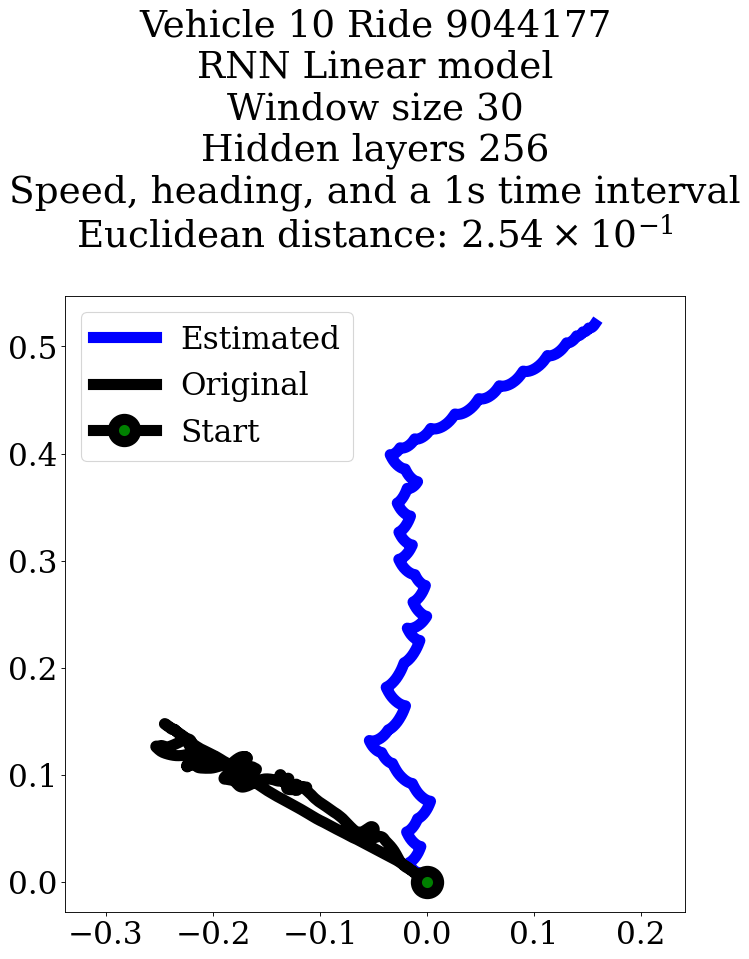 Vehicle 10 Ride 9044177
RNN Linear model
Window size 30
Hidden layers 256
Speed, heading, and a 1s time interval
Euclidean distance: 2.54 × 10⁻¹
Estimated
Original
Start
0.5
0.4
0.3
0.2
0.1
0.0
−0.3 −0.2 −0.1 0.0 0.1 0.2